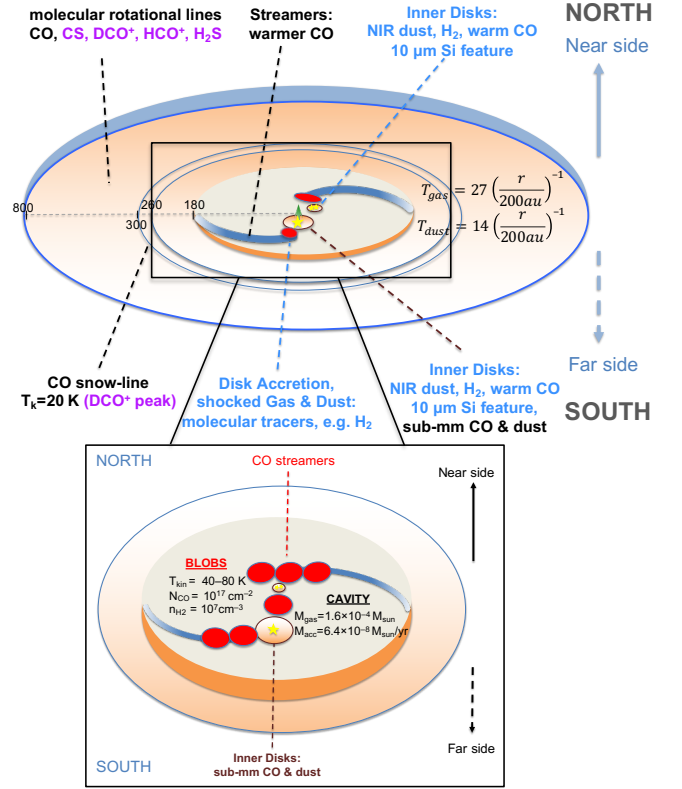 molecular rotational lines
CO, CS, DCO⁺, HCO⁺, H₂S
Streamers:
warmer CO
Inner Disks:
NIR dust, H₂, warm CO
10 μm Si feature
NORTH
Near side
800
300
260
180
T_gas = 27 (r/200au)⁻¹
T_dust = 14 (r/200au)⁻¹
Far side
SOUTH
CO snow-line
Tₖ=20 K (DCO⁺ peak)
Disk Accretion,
shocked Gas & Dust:
molecular tracers, e.g. H₂
Inner Disks:
NIR dust, H₂, warm CO
10 μm Si feature,
sub-mm CO & dust
NORTH
CO streamers
Near side
BLOBS
T_kin = 40–80 K
N_CO = 10¹⁷ cm⁻²
n_H2 = 10⁷cm⁻³
CAVITY
M_gas=1.6×10⁻⁴ M_sun
M_acc=6.4×10⁻⁸ M_sun/yr
Far side
Inner Disks:
sub-mm CO & dust
SOUTH